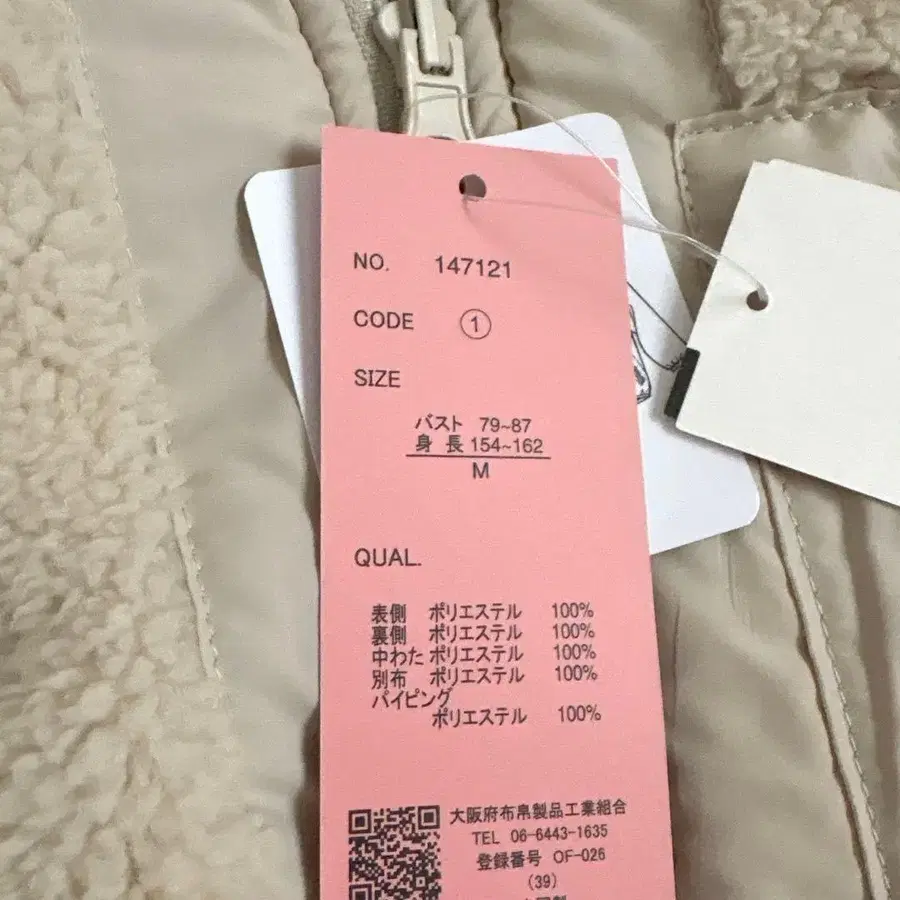 NO. 147121
CODE ①
SIZE
バスト 79~87
身長 154~162
M
QUAL.
表側 ポリエステル 100%
裏側 ポリエステル 100%
中わた ポリエステル 100%
別布 ポリエステル 100%
パイピング
ポリエステル 100%
大阪府布帛製品工業組合
TEL 06-6443-1635
登録番号 OF-026
(39)